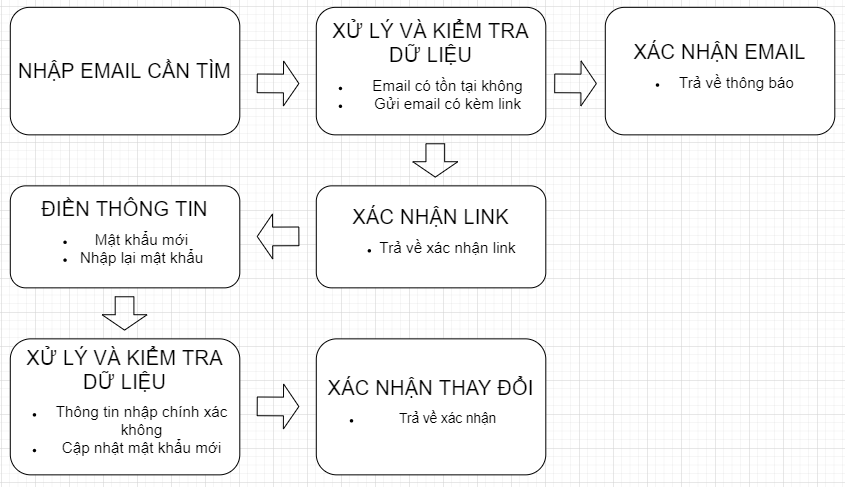 NHẬP EMAIL CẦN TÌM
XỬ LÝ VÀ KIỂM TRA
DỮ LIỆU
• Email có tồn tại không
• Gửi email có kèm link
XÁC NHẬN EMAIL
• Trả về thông báo
ĐIỀN THÔNG TIN
• Mật khẩu mới
• Nhập lại mật khẩu
XÁC NHẬN LINK
• Trả về xác nhận link
XỬ LÝ VÀ KIỂM TRA
DỮ LIỆU
• Thông tin nhập chính xác
không
• Cập nhật mật khẩu mới
XÁC NHẬN THAY ĐỔI
• Trả về xác nhận